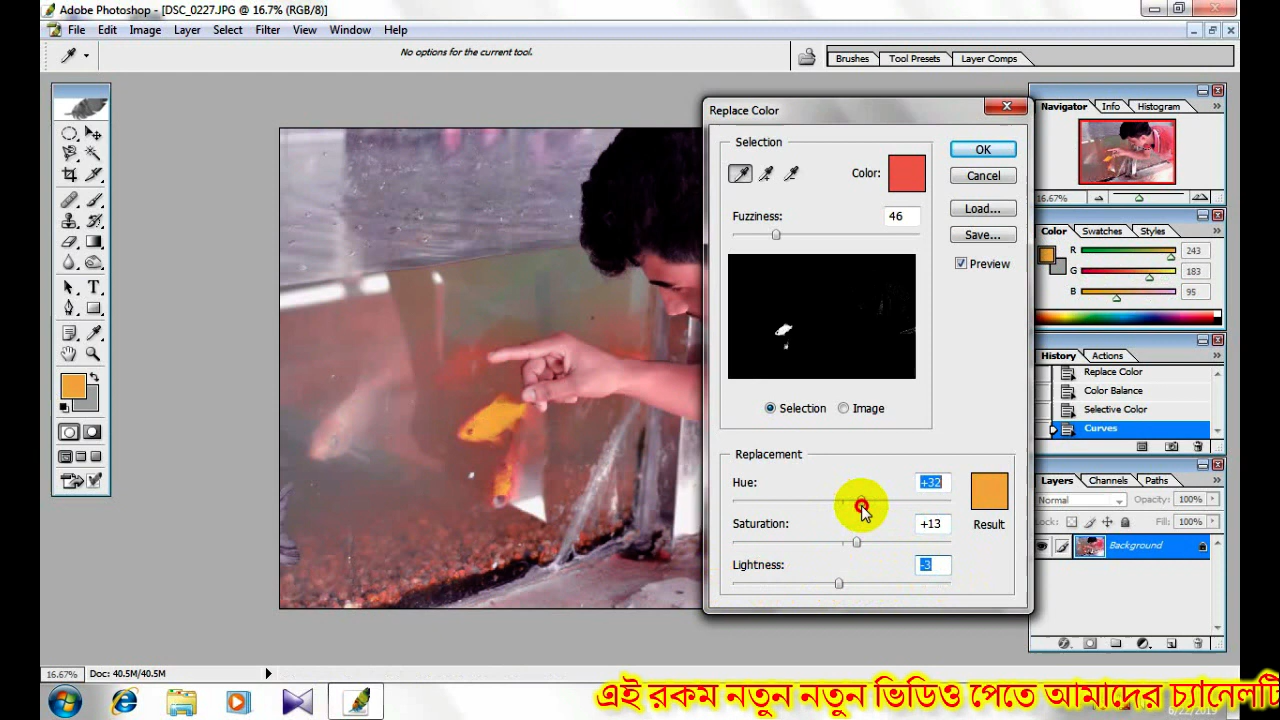 Adobe Photoshop - [DSC_0227.JPG @ 16.7% (RGB/8)]
File Edit Image Layer Select Filter View Window Help
No options for the current tool.
Brushes Tool Presets Layer Comps
Replace Color
Selection
Color:
Fuzziness: 46
OK
Cancel
Load...
Save...
Preview
Selection Image
Replacement
Hue: +32
Saturation: +13
Lightness: -3
Result
Navigator Info Histogram
16.67%
Color Swatches Styles
R 243
G 183
B 95
History Actions
Replace Color
Color Balance
Selective Color
Curves
Layers Channels Paths
Normal Opacity: 100%
Lock: Fill: 100%
Background
16.67% Doc: 40.5M/40.5M
এই রকম নতুন নতুন ভিডিও পেতে আমাদের চ্যানেলটি